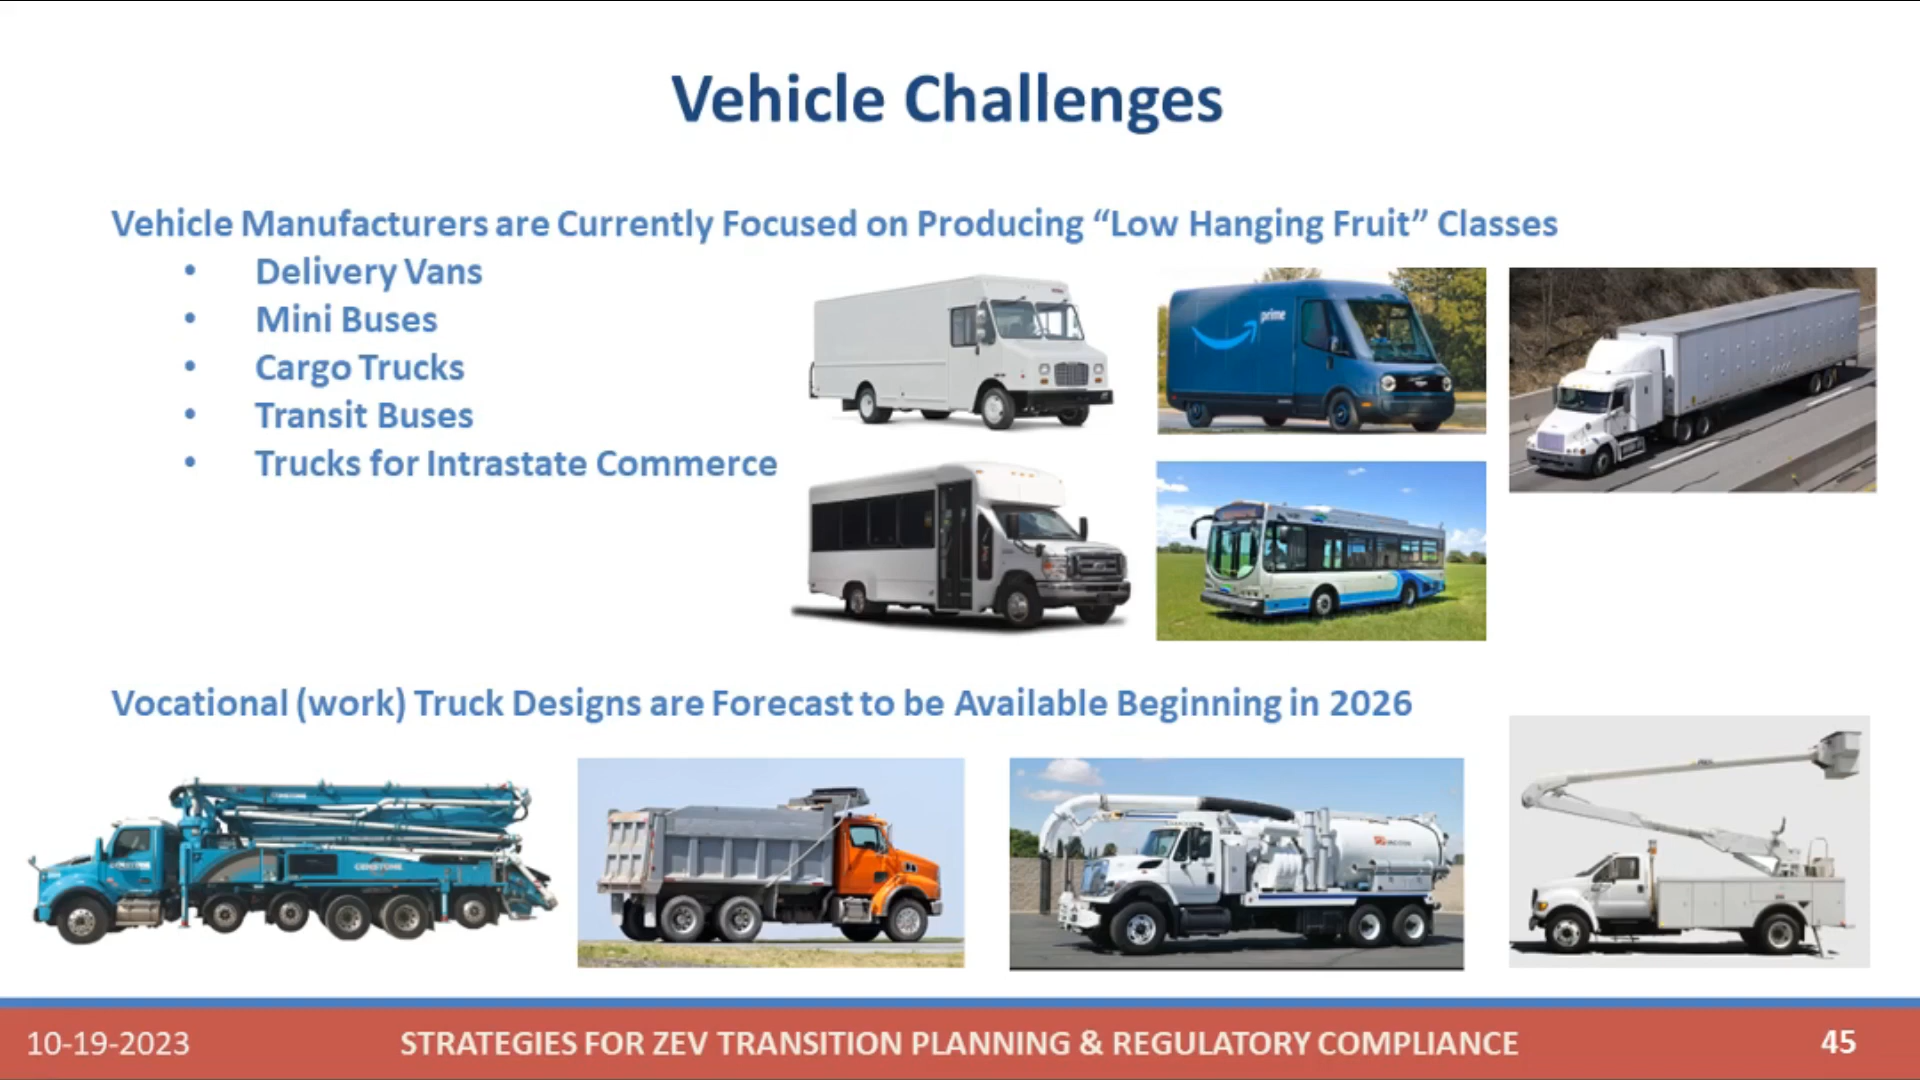 Vehicle Challenges
Vehicle Manufacturers are Currently Focused on Producing “Low Hanging Fruit” Classes
• Delivery Vans
• Mini Buses
• Cargo Trucks
• Transit Buses
• Trucks for Intrastate Commerce
prime
Vocational (work) Truck Designs are Forecast to be Available Beginning in 2026
10-19-2023
STRATEGIES FOR ZEV TRANSITION PLANNING & REGULATORY COMPLIANCE
45